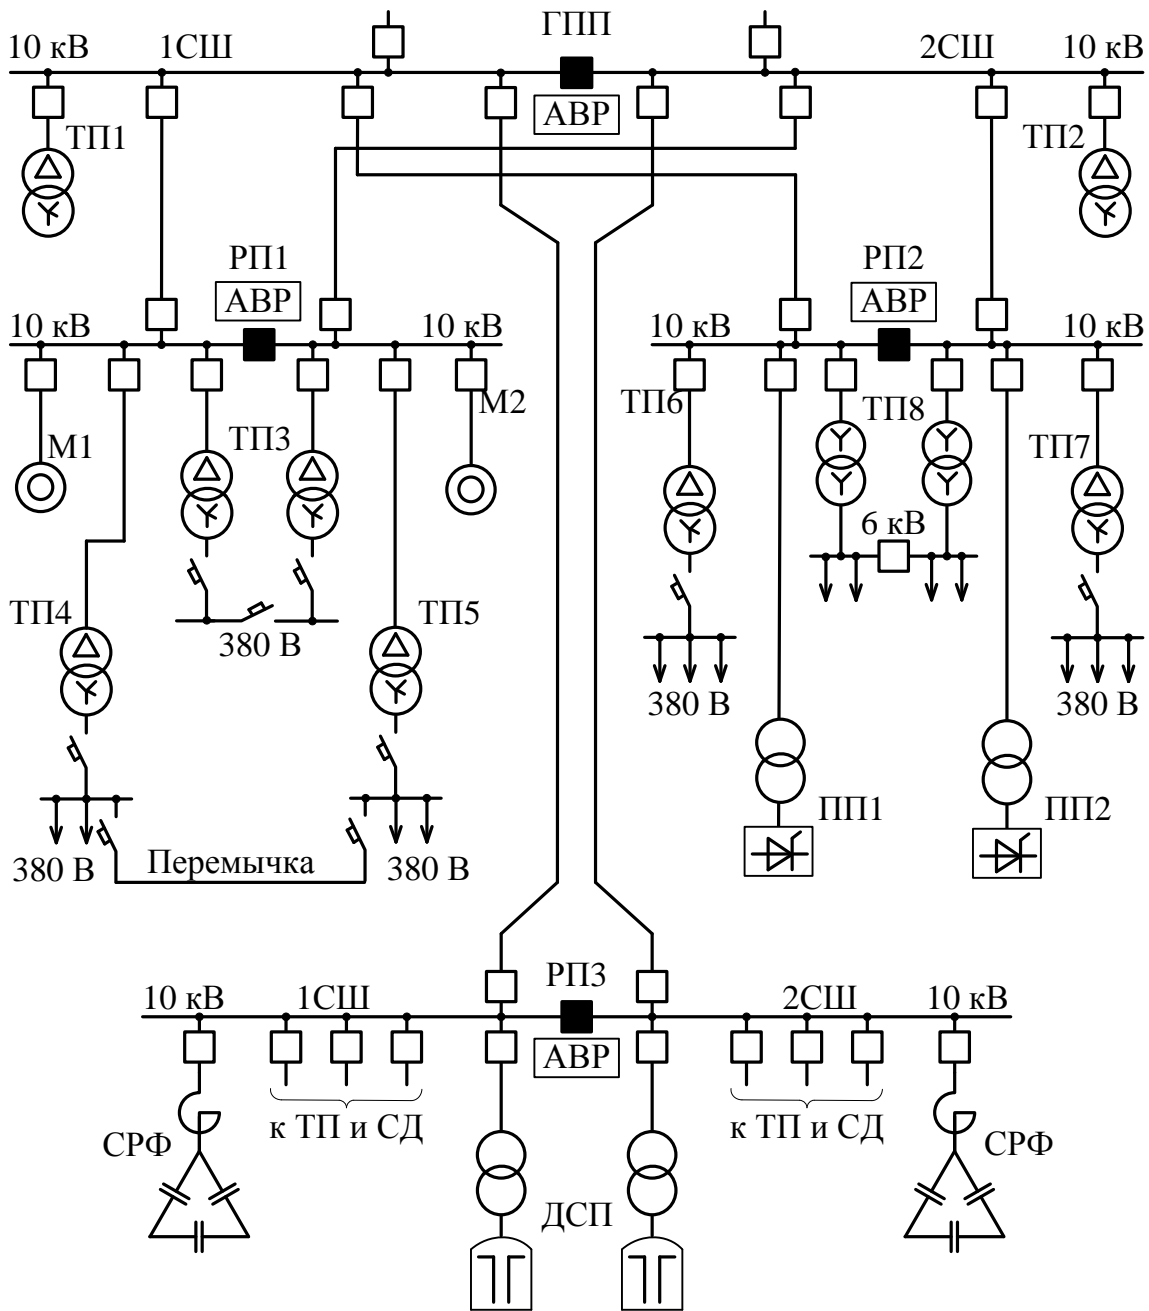 ГПП
10 кВ
1СШ
2СШ
10 кВ
АВР
ТП1
ТП2
РП1
РП2
АВР
АВР
10 кВ
10 кВ
10 кВ
10 кВ
М2
ТП6
ТП8
М1
ТП3
ТП7
6 кВ
ТП4
ТП5
380 В
380 В
380 В
ПП1
ПП2
380 В
Перемычка
380 В
РП3
10 кВ
1СШ
2СШ
10 кВ
АВР
к ТП и СД
к ТП и СД
СРФ
СРФ
ДСП